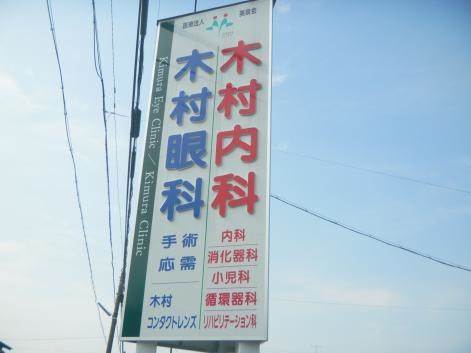 医療法人 英泉会
木村内科
木村眼科
Kimura Eye Clinic / Kimura Clinic
手術
応需
木村
コンタクトレンズ
内科
消化器科
小児科
循環器科
リハビリテーション科